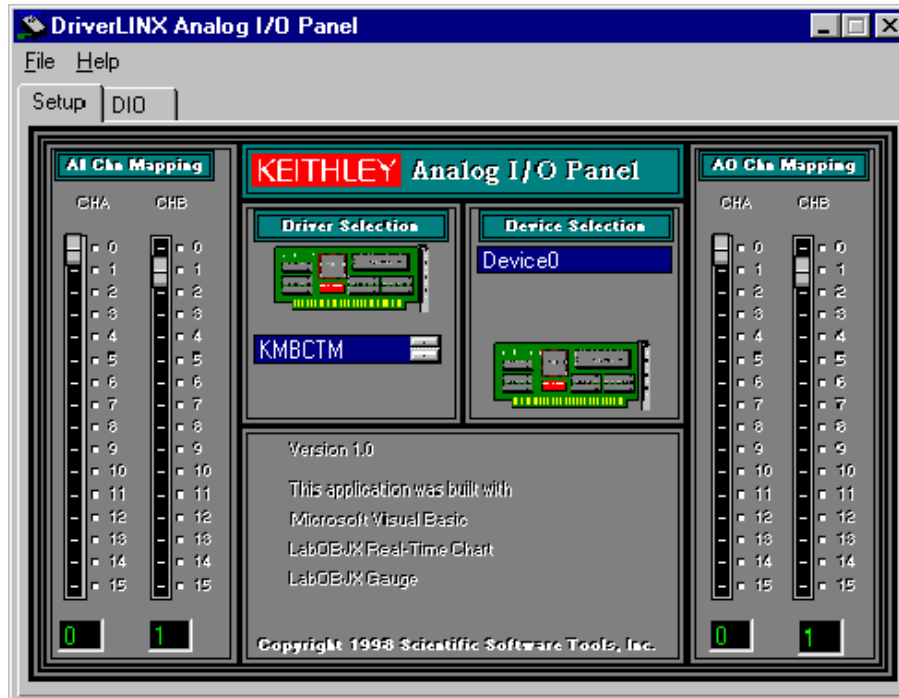 DriverLINX Analog I/O Panel
File Help
Setup DIO
AI Chn Mapping
CHA CHB
0 0
1 1
2 2
3 3
4 4
5 5
6 6
7 7
8 8
9 9
10 10
11 11
12 12
13 13
14 14
15 15
0 1
KEITHLEY Analog I/O Panel
Driver Selection
KMBCTM
Device Selection
Device0
Version 1.0
This application was built with
Microsoft Visual Basic
LabOBJX Real-Time Chart
LabOBJX Gauge
Copyright 1998 Scientific Software Tools, Inc.
AO Chn Mapping
CHA CHB
0 0
1 1
2 2
3 3
4 4
5 5
6 6
7 7
8 8
9 9
10 10
11 11
12 12
13 13
14 14
15 15
0 1